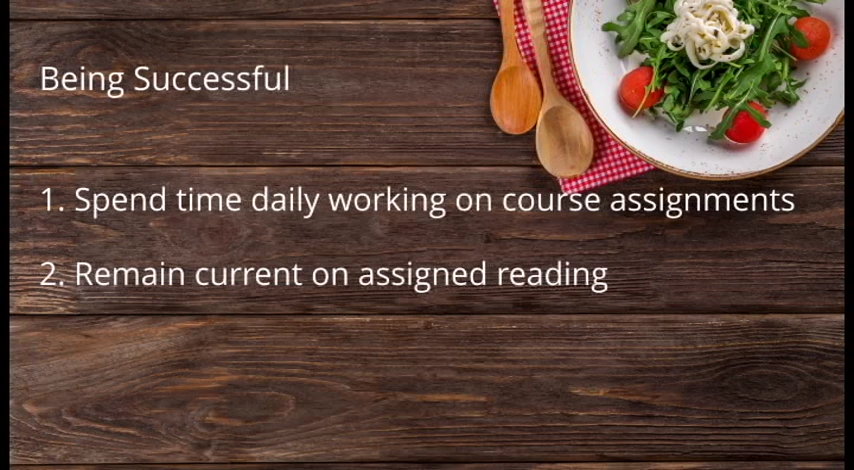 Being Successful
1. Spend time daily working on course assignments
2. Remain current on assigned reading